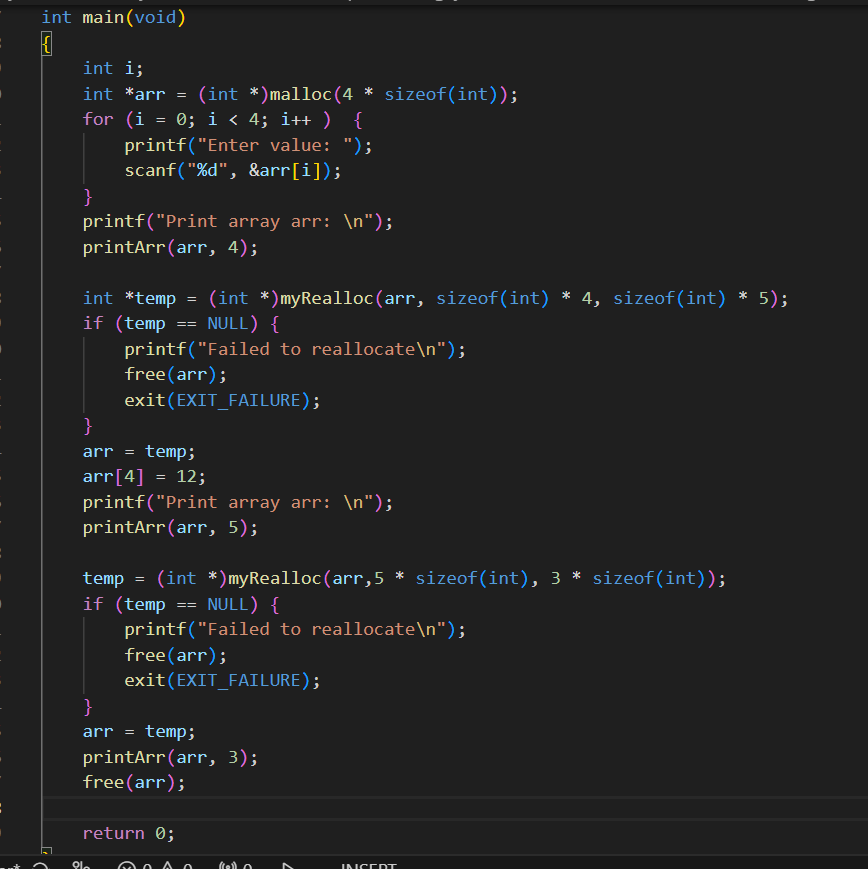 int main(void)
{
    int i;
    int *arr = (int *)malloc(4 * sizeof(int));
    for (i = 0; i < 4; i++ )  {
        printf("Enter value: ");
        scanf("%d", &arr[i]);
    }
    printf("Print array arr: \n");
    printArr(arr, 4);

    int *temp = (int *)myRealloc(arr, sizeof(int) * 4, sizeof(int) * 5);
    if (temp == NULL) {
        printf("Failed to reallocate\n");
        free(arr);
        exit(EXIT_FAILURE);
    }
    arr = temp;
    arr[4] = 12;
    printf("Print array arr: \n");
    printArr(arr, 5);

    temp = (int *)myRealloc(arr,5 * sizeof(int), 3 * sizeof(int));
    if (temp == NULL) {
        printf("Failed to reallocate\n");
        free(arr);
        exit(EXIT_FAILURE);
    }
    arr = temp;
    printArr(arr, 3);
    free(arr);

    return 0;
}
0 0 0 INSERT